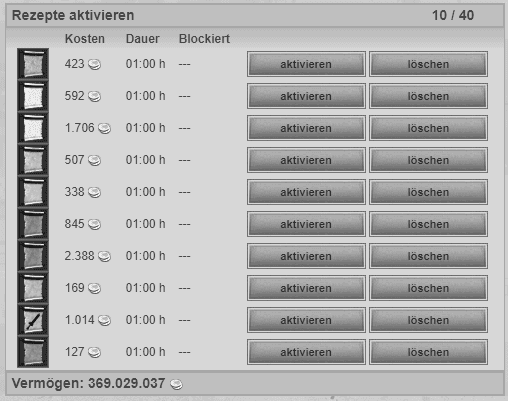 Rezepte aktivieren 10 / 40
Kosten Dauer Blockiert
423 01:00 h --- aktivieren löschen
592 01:00 h --- aktivieren löschen
1.706 01:00 h --- aktivieren löschen
507 01:00 h --- aktivieren löschen
338 01:00 h --- aktivieren löschen
845 01:00 h --- aktivieren löschen
2.388 01:00 h --- aktivieren löschen
169 01:00 h --- aktivieren löschen
1.014 01:00 h --- aktivieren löschen
127 01:00 h --- aktivieren löschen
Vermögen: 369.029.037